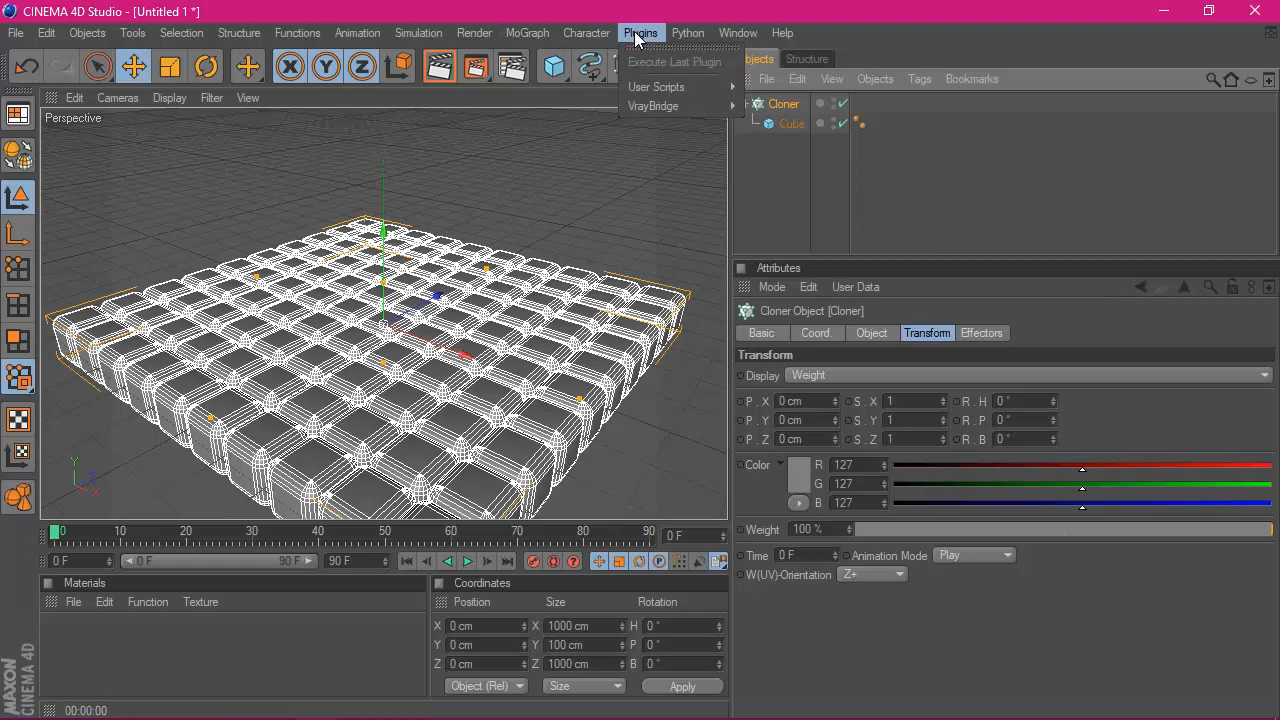 CINEMA 4D Studio - [Untitled 1 *]
File Edit Objects Tools Selection Structure Functions Animation Simulation Render MoGraph Character Plugins Python Window Help
Execute Last Plugin
User Scripts
VrayBridge
Edit Cameras Display Filter View
Perspective
Y
Z
X
bjects Structure
File Edit View Objects Tags Bookmarks
Cloner
Cube
Attributes
Mode Edit User Data
Cloner Object [Cloner]
Basic Coord. Object Transform Effectors
Transform
Display Weight
P . X 0 cm S . X 1 R . H 0 °
P . Y 0 cm S . Y 1 R . P 0 °
P . Z 0 cm S . Z 1 R . B 0 °
Color R 127
G 127
B 127
Weight 100 %
Time 0 F Animation Mode Play
W(UV)-Orientation Z+
0 10 20 30 40 50 60 70 80 90 0 F
0 F 0 F 90 F 90 F
Materials
File Edit Function Texture
Coordinates
Position Size Rotation
X 0 cm X 1000 cm H 0 °
Y 0 cm Y 100 cm P 0 °
Z 0 cm Z 1000 cm B 0 °
Object (Rel) Size Apply
MAXON
CINEMA 4D
00:00:00